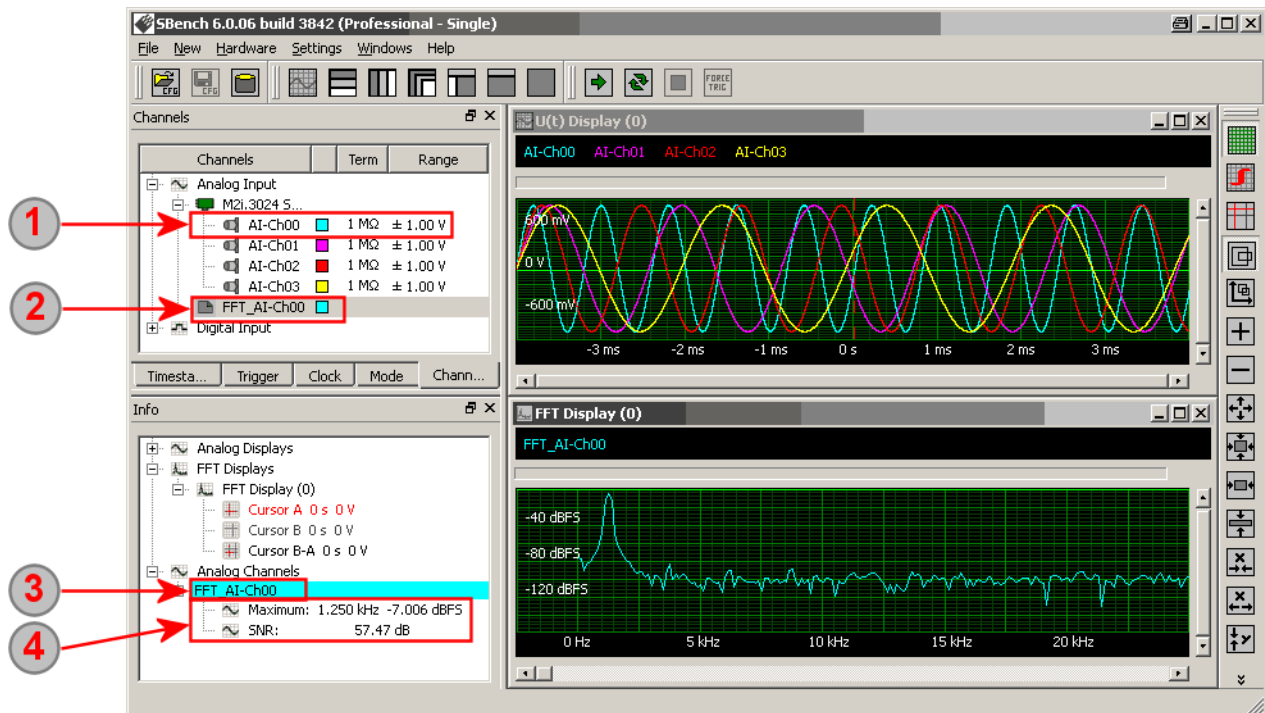 SBench 6.0.06 build 3842 (Professional - Single)
File New Hardware Settings Windows Help
CFG CFG FORCE TRIG
Channels
Channels Term Range
Analog Input
M2i.3024 S...
1
AI-Ch00 1 MΩ ± 1.00 V
AI-Ch01 1 MΩ ± 1.00 V
AI-Ch02 1 MΩ ± 1.00 V
AI-Ch03 1 MΩ ± 1.00 V
2
FFT_AI-Ch00
Digital Input
Timesta... Trigger Clock Mode Chann...
U(t) Display (0)
AI-Ch00 AI-Ch01 AI-Ch02 AI-Ch03
600 mV
0 V
-600 mV
-3 ms -2 ms -1 ms 0 s 1 ms 2 ms 3 ms
Info
Analog Displays
FFT Displays
FFT Display (0)
Cursor A 0 s 0 V
Cursor B 0 s 0 V
Cursor B-A 0 s 0 V
Analog Channels
3
FFT_AI-Ch00
Maximum: 1.250 kHz -7.006 dBFS
4
SNR: 57.47 dB
FFT Display (0)
FFT_AI-Ch00
-40 dBFS
-80 dBFS
-120 dBFS
0 Hz 5 kHz 10 kHz 15 kHz 20 kHz